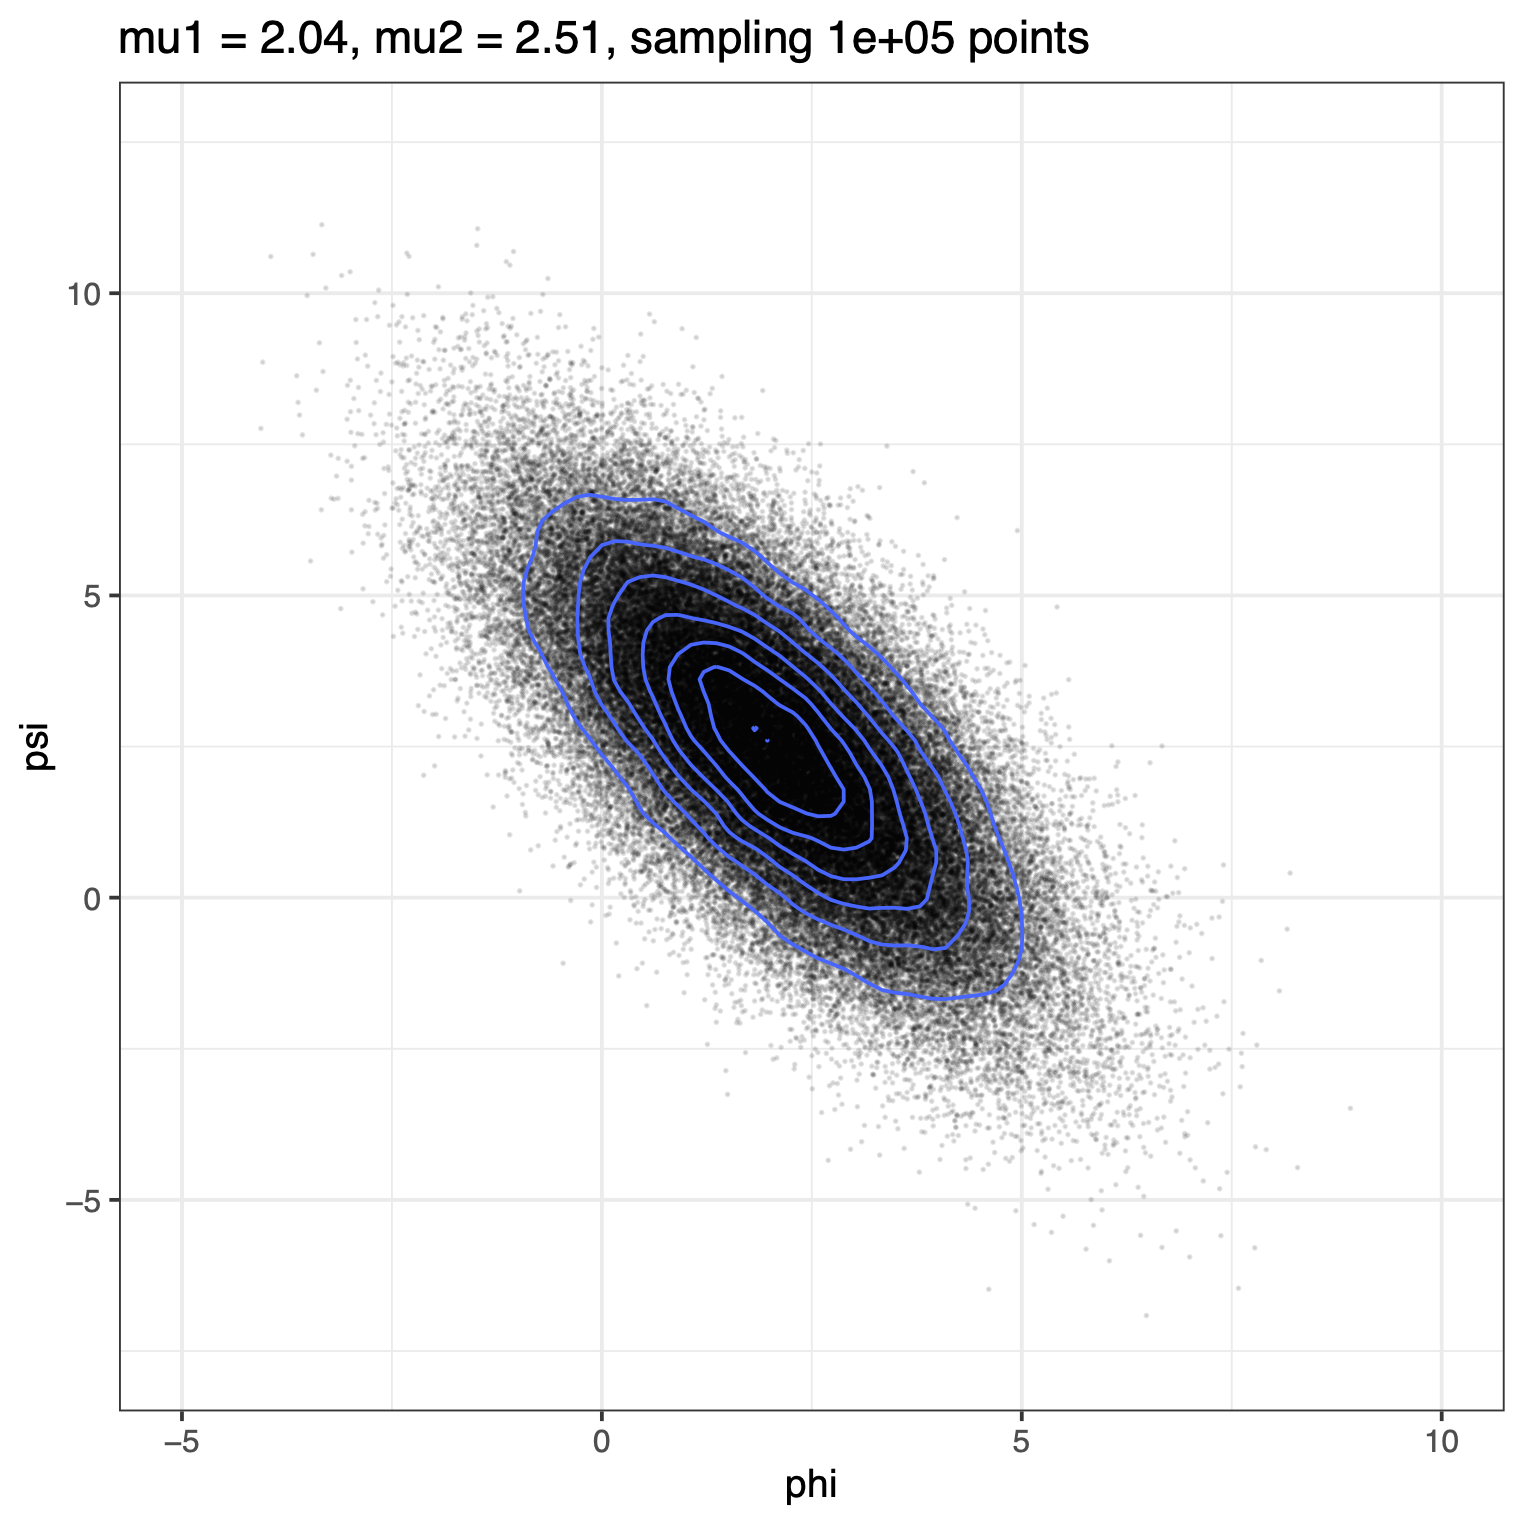 mu1 = 2.04, mu2 = 2.51, sampling 1e+05 points
10
5
0
−5
psi
−5
0
5
10
phi